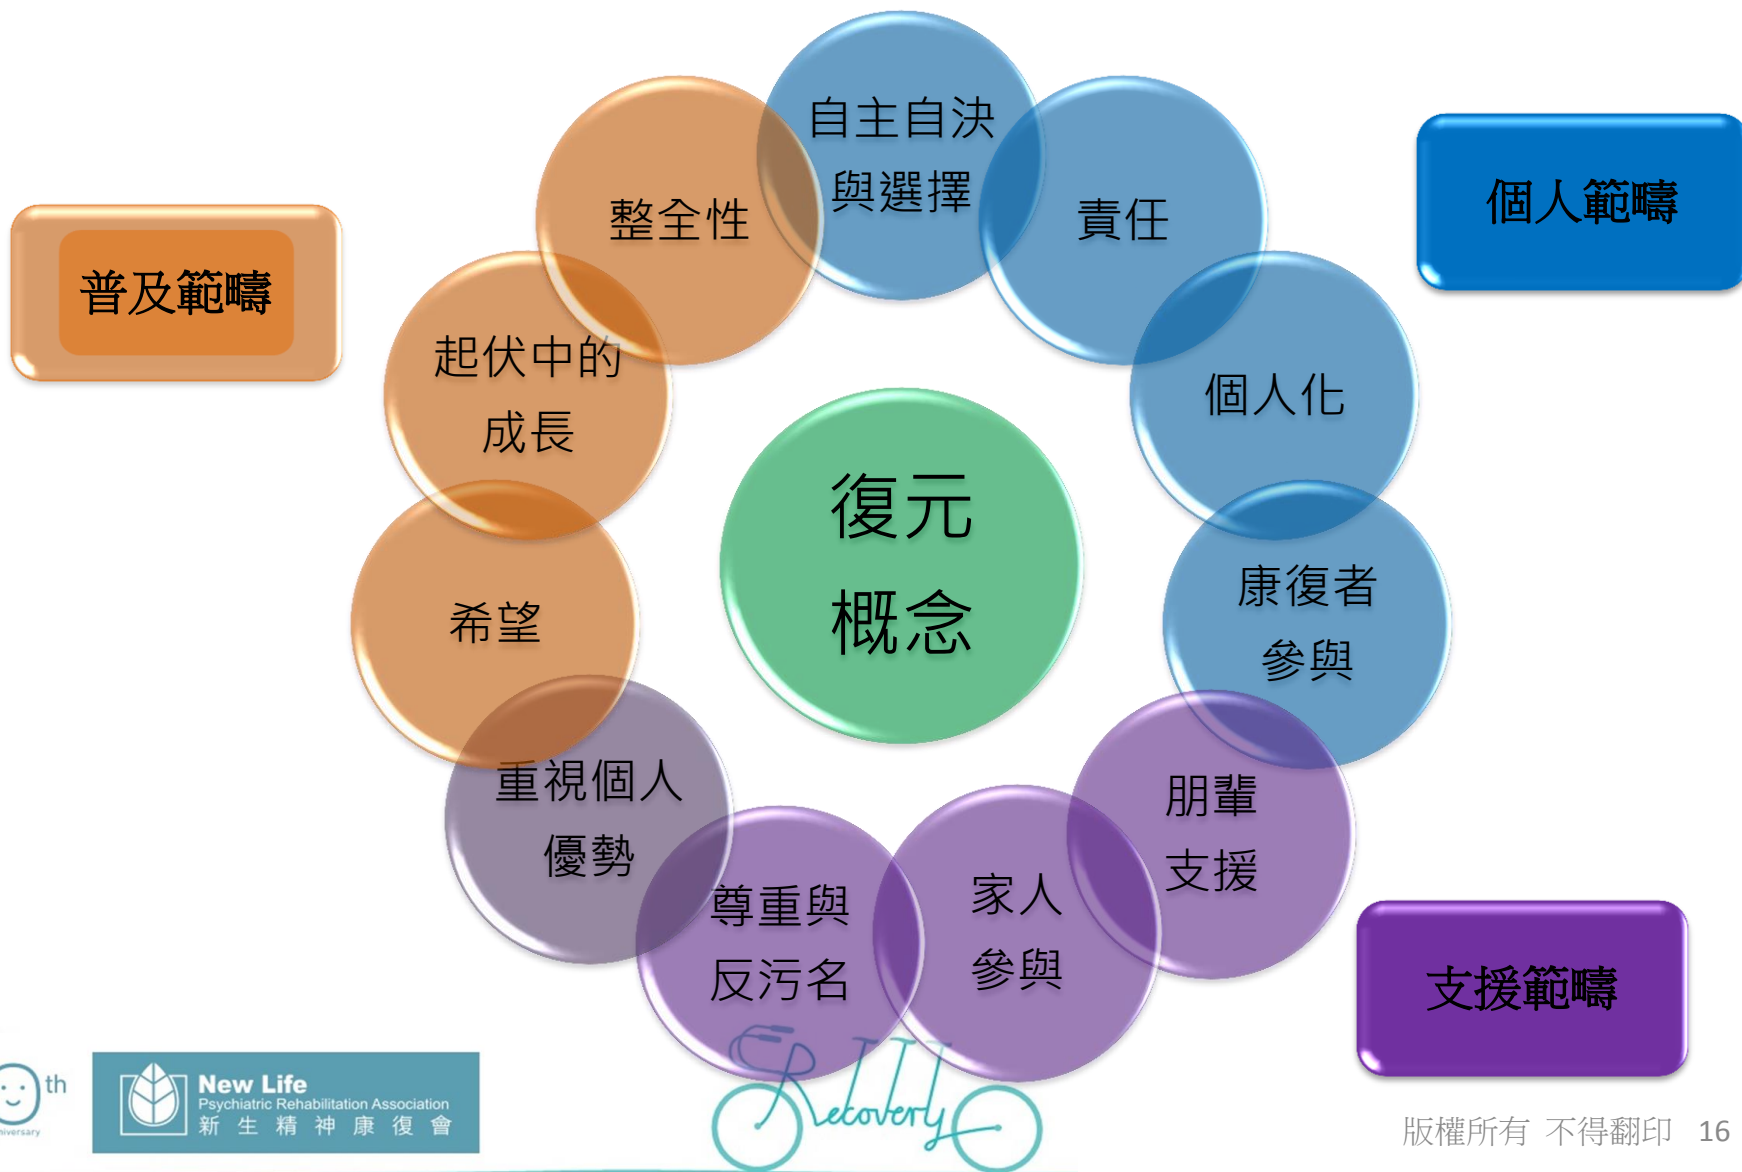 自主自決
與選擇
責任
個人範疇
整全性
普及範疇
起伏中的
成長
個人化
復元
概念
希望
康復者
參與
重視個人
優勢
朋輩
支援
尊重與
反污名
家人
參與
支援範疇
th
niversary
New Life
Psychiatric Rehabilitation Association
新生精神康復會
Recovery
版權所有 不得翻印 16